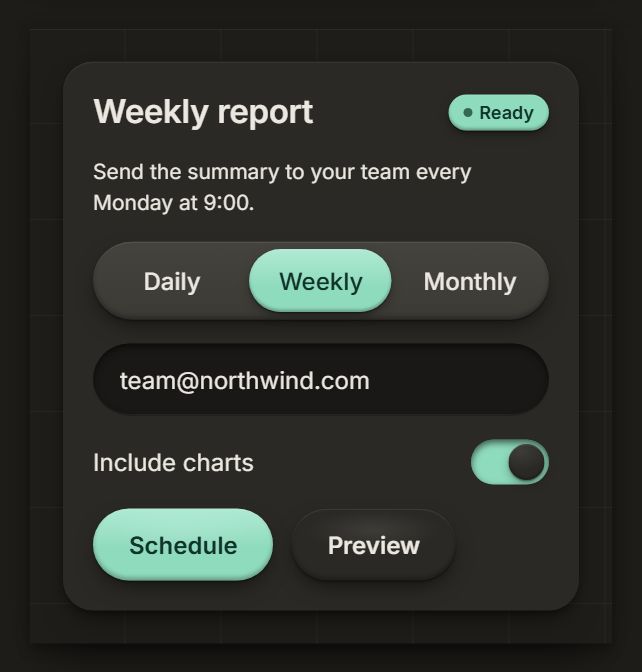 Weekly report
Ready
Send the summary to your team every
Monday at 9:00.
Daily Weekly Monthly
team@northwind.com
Include charts
Schedule Preview